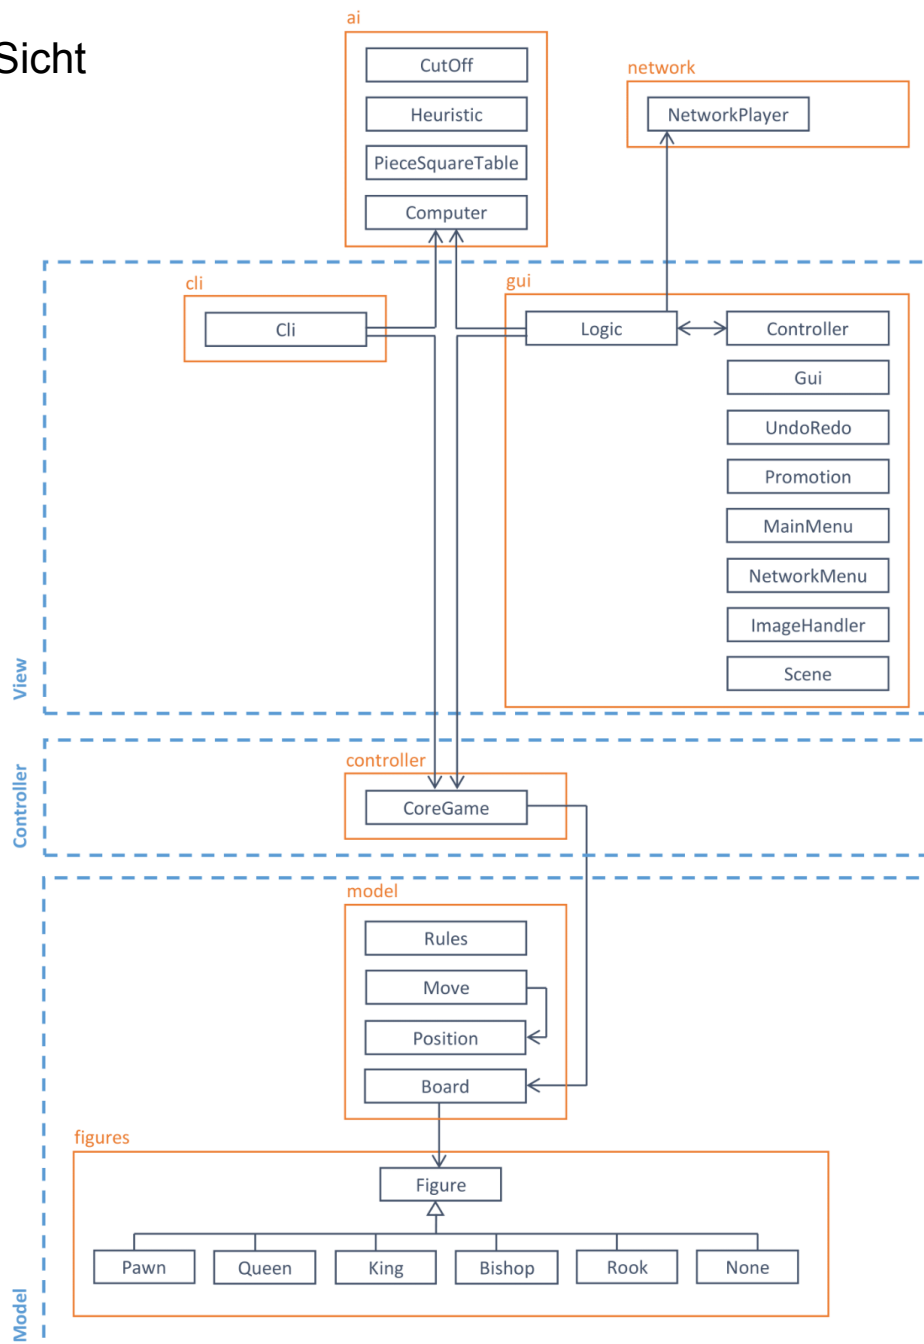 Sicht
ai
CutOff
Heuristic
PieceSquareTable
Computer
network
NetworkPlayer
View
cli
Cli
gui
Logic
Controller
Gui
UndoRedo
Promotion
MainMenu
NetworkMenu
ImageHandler
Scene
Controller
controller
CoreGame
Model
model
Rules
Move
Position
Board
figures
Figure
Pawn
Queen
King
Bishop
Rook
None